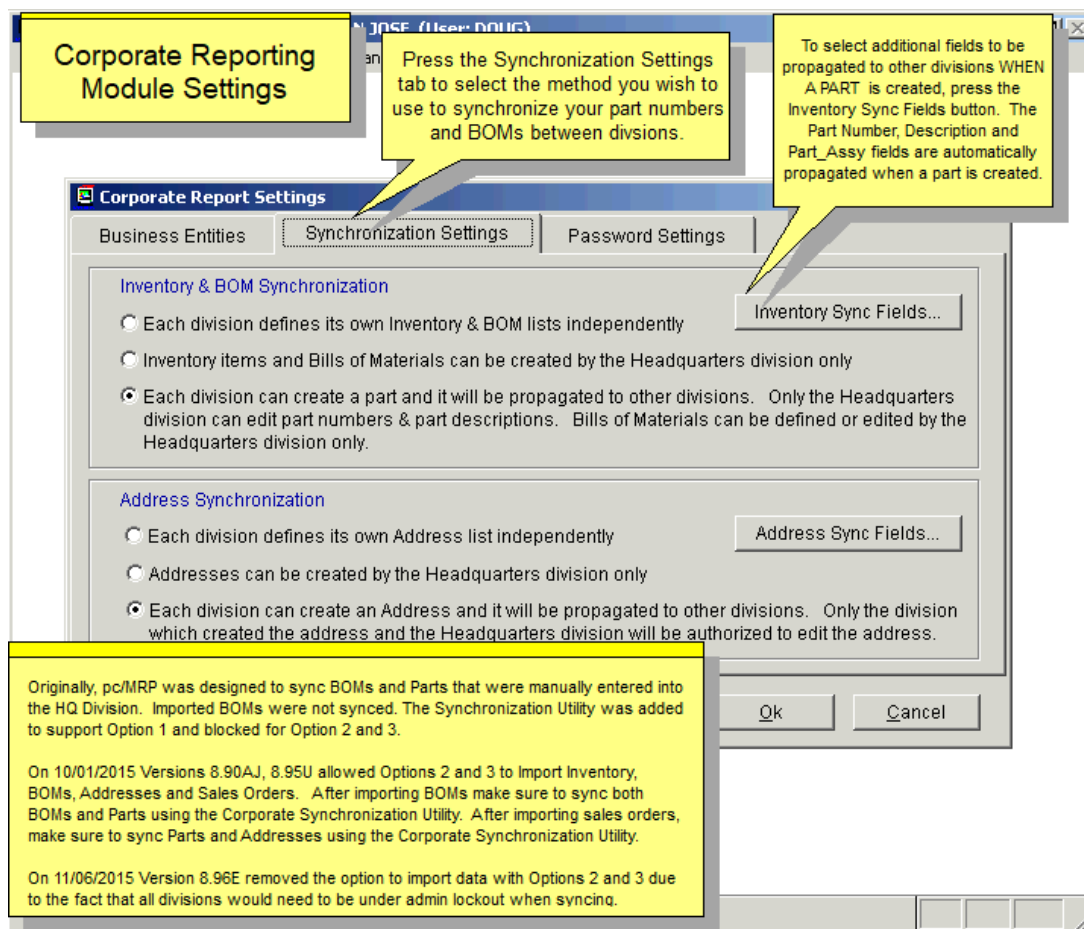 N JOSE (User: DOUG)
Corporate Reporting
Module Settings
Press the Synchronization Settings
tab to select the method you wish to
use to synchronize your part numbers
and BOMs between divsions.
To select additional fields to be
propagated to other divisions WHEN
A PART is created, press the
Inventory Sync Fields button. The
Part Number, Description and
Part_Assy fields are automatically
propagated when a part is created.
Corporate Report Settings
Business Entities
Synchronization Settings
Password Settings
Inventory & BOM Synchronization
Inventory Sync Fields...
Each division defines its own Inventory & BOM lists independently
Inventory items and Bills of Materials can be created by the Headquarters division only
Each division can create a part and it will be propagated to other divisions. Only the Headquarters
division can edit part numbers & part descriptions. Bills of Materials can be defined or edited by the
Headquarters division only.
Address Synchronization
Address Sync Fields...
Each division defines its own Address list independently
Addresses can be created by the Headquarters division only
Each division can create an Address and it will be propagated to other divisions. Only the division
which created the address and the Headquarters division will be authorized to edit the address.
Ok
Cancel
Originally, pc/MRP was designed to sync BOMs and Parts that were manually entered into
the HQ Division. Imported BOMs were not synced. The Synchronization Utility was added
to support Option 1 and blocked for Option 2 and 3.
On 10/01/2015 Versions 8.90AJ, 8.95U allowed Options 2 and 3 to Import Inventory,
BOMs, Addresses and Sales Orders. After importing BOMs make sure to sync both
BOMs and Parts using the Corporate Synchronization Utility. After importing sales orders,
make sure to sync Parts and Addresses using the Corporate Synchronization Utility.
On 11/06/2015 Version 8.96E removed the option to import data with Options 2 and 3 due
to the fact that all divisions would need to be under admin lockout when syncing.